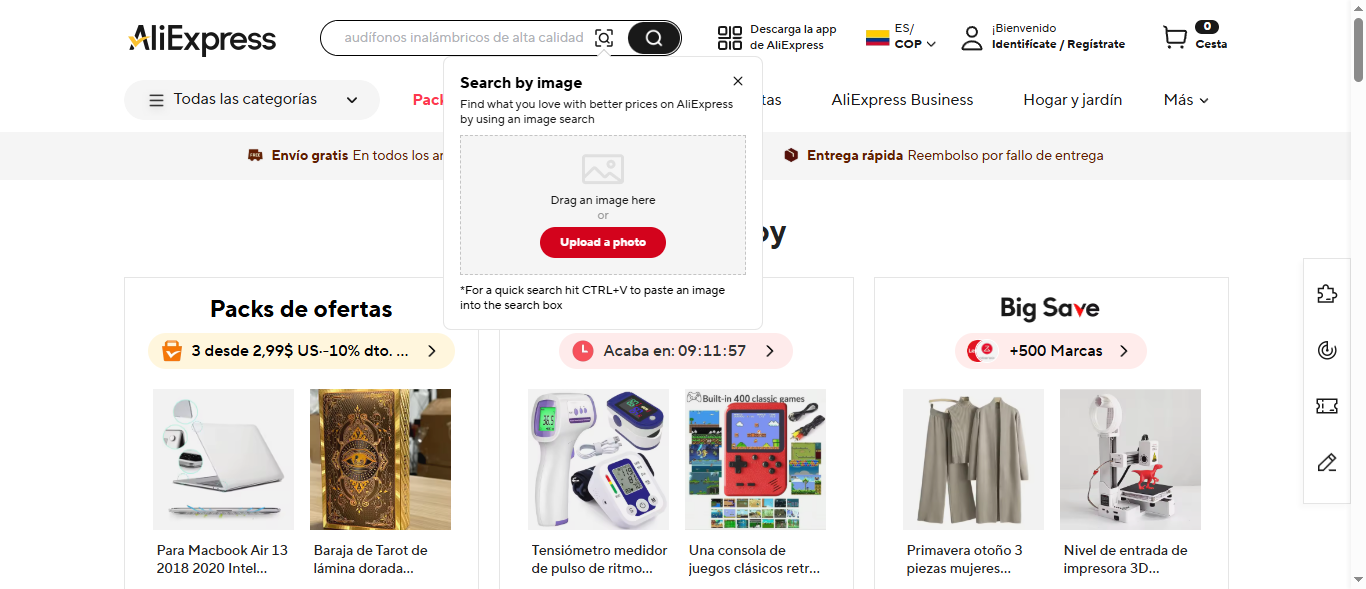 AliExpress
audífonos inalámbricos de alta calidad
Descarga la app
de AliExpress
ES/
COP
¡Bienvenido
Identifícate / Regístrate
0
Cesta
Todas las categorías
Pack
tas
AliExpress Business
Hogar y jardín
Más
Search by image
Find what you love with better prices on AliExpress
by using an image search
Drag an image here
or
Upload a photo
*For a quick search hit CTRL+V to paste an image
into the search box
Envío gratis En todos los ar
Entrega rápida Reembolso por fallo de entrega
oy
Packs de ofertas
3 desde 2,99$ US·-10% dto. ...
Acaba en: 09:11:57
Big Save
+500 Marcas
Built-in 400 classic games
Para Macbook Air 13
2018 2020 Intel...
Baraja de Tarot de
lámina dorada...
Tensiómetro medidor
de pulso de ritmo...
Una consola de
juegos clásicos retr...
Primavera otoño 3
piezas mujeres...
Nivel de entrada de
impresora 3D...